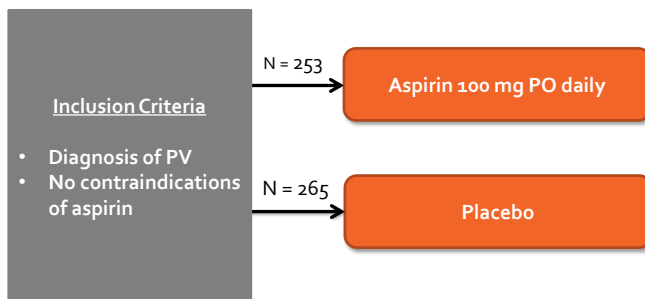 N = 253
Aspirin 100 mg PO daily
Inclusion Criteria
• Diagnosis of PV
• No contraindications
of aspirin
N = 265
Placebo